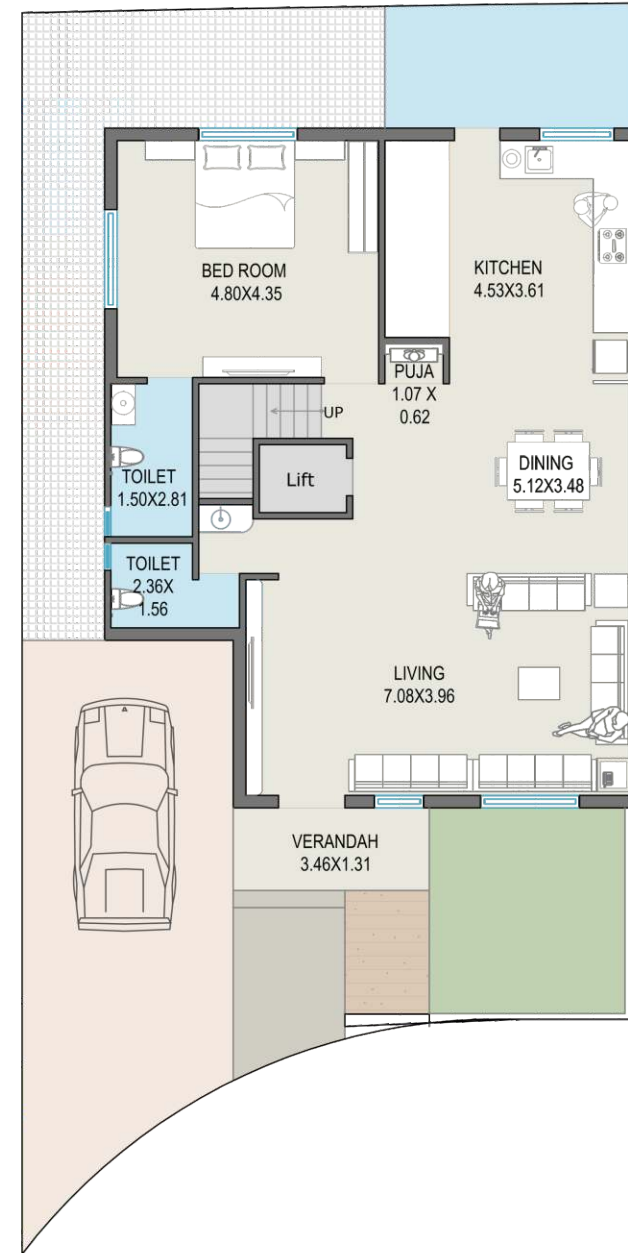 BED ROOM
4.80X4.35
KITCHEN
4.53X3.61
PUJA
1.07 X
0.62
UP
Lift
DINING
5.12X3.48
TOILET
1.50X2.81
TOILET
2.36X
1.56
LIVING
7.08X3.96
VERANDAH
3.46X1.31